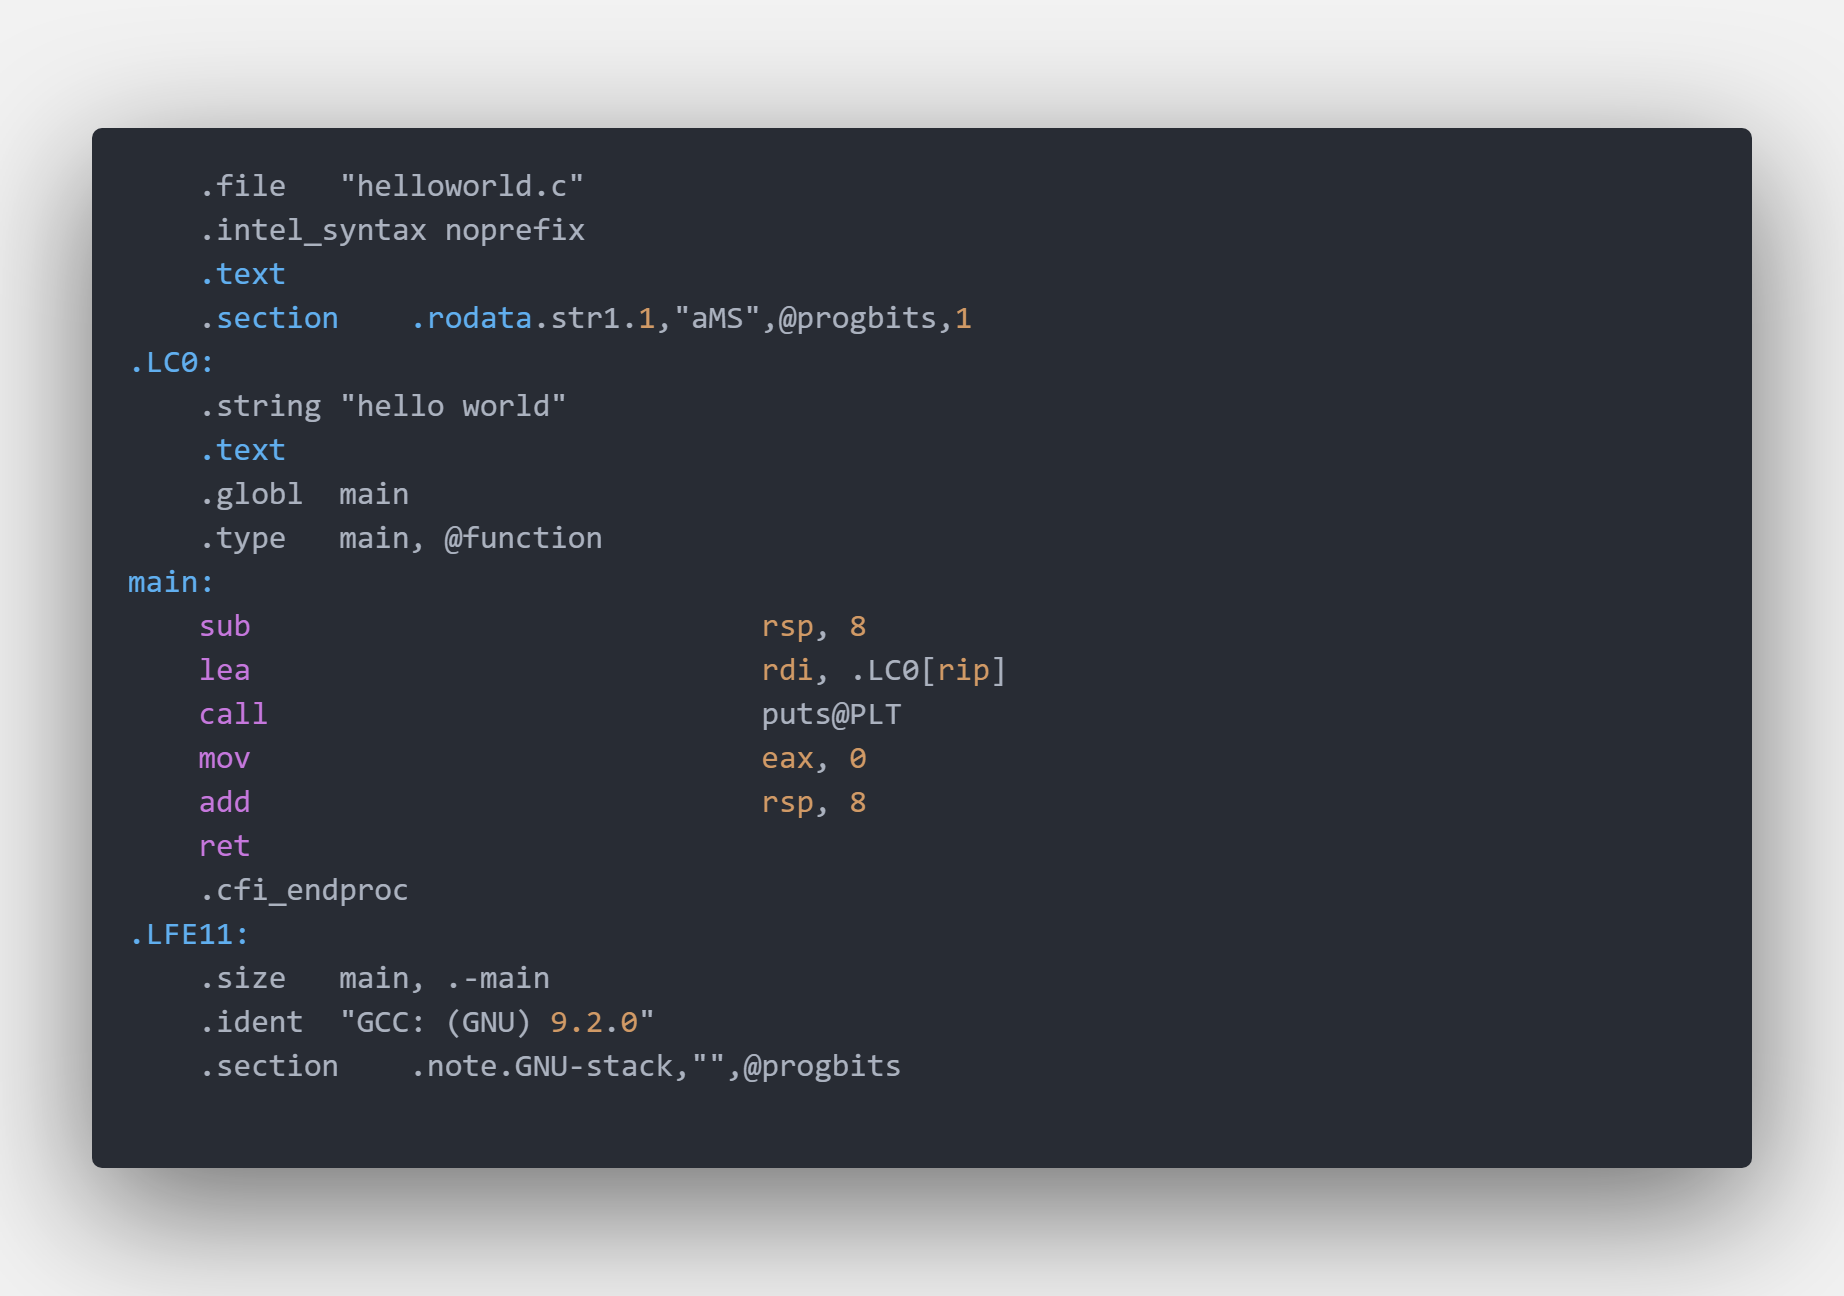 .file   "helloworld.c"
    .intel_syntax noprefix
    .text
    .section    .rodata.str1.1,"aMS",@progbits,1
.LC0:
    .string "hello world"
    .text
    .globl  main
    .type   main, @function
main:
    sub                             rsp, 8
    lea                             rdi, .LC0[rip]
    call                            puts@PLT
    mov                             eax, 0
    add                             rsp, 8
    ret
    .cfi_endproc
.LFE11:
    .size   main, .-main
    .ident  "GCC: (GNU) 9.2.0"
    .section    .note.GNU-stack,"",@progbits